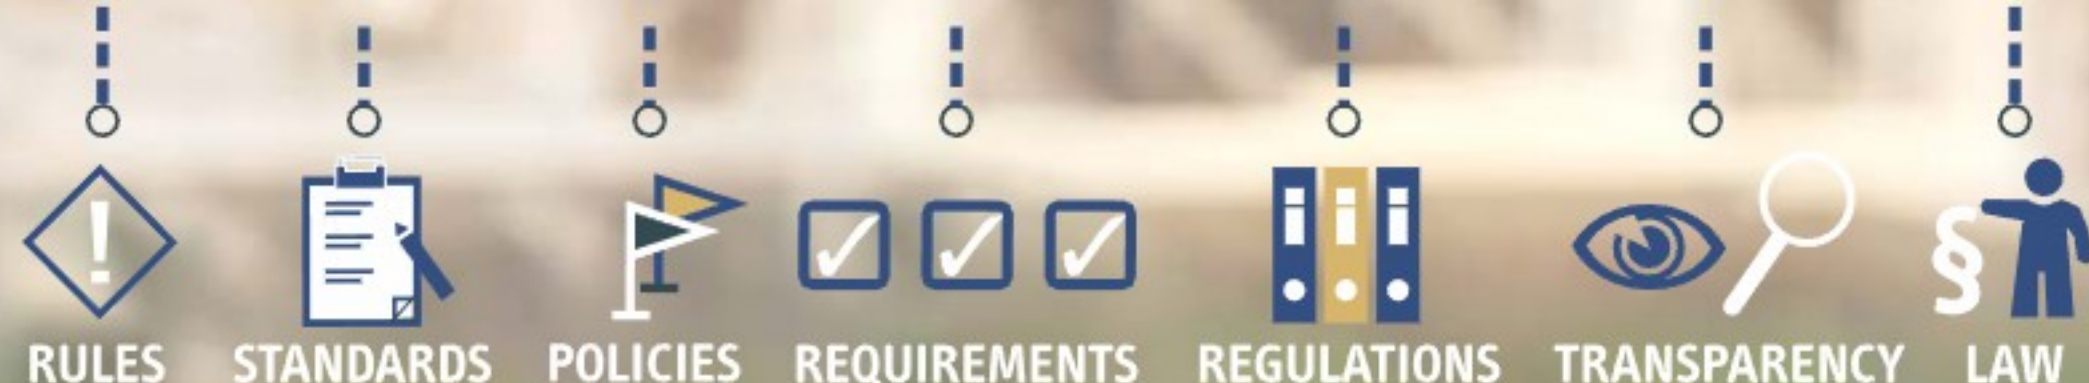 ! § 
RULES STANDARDS POLICIES REQUIREMENTS REGULATIONS TRANSPARENCY LAW